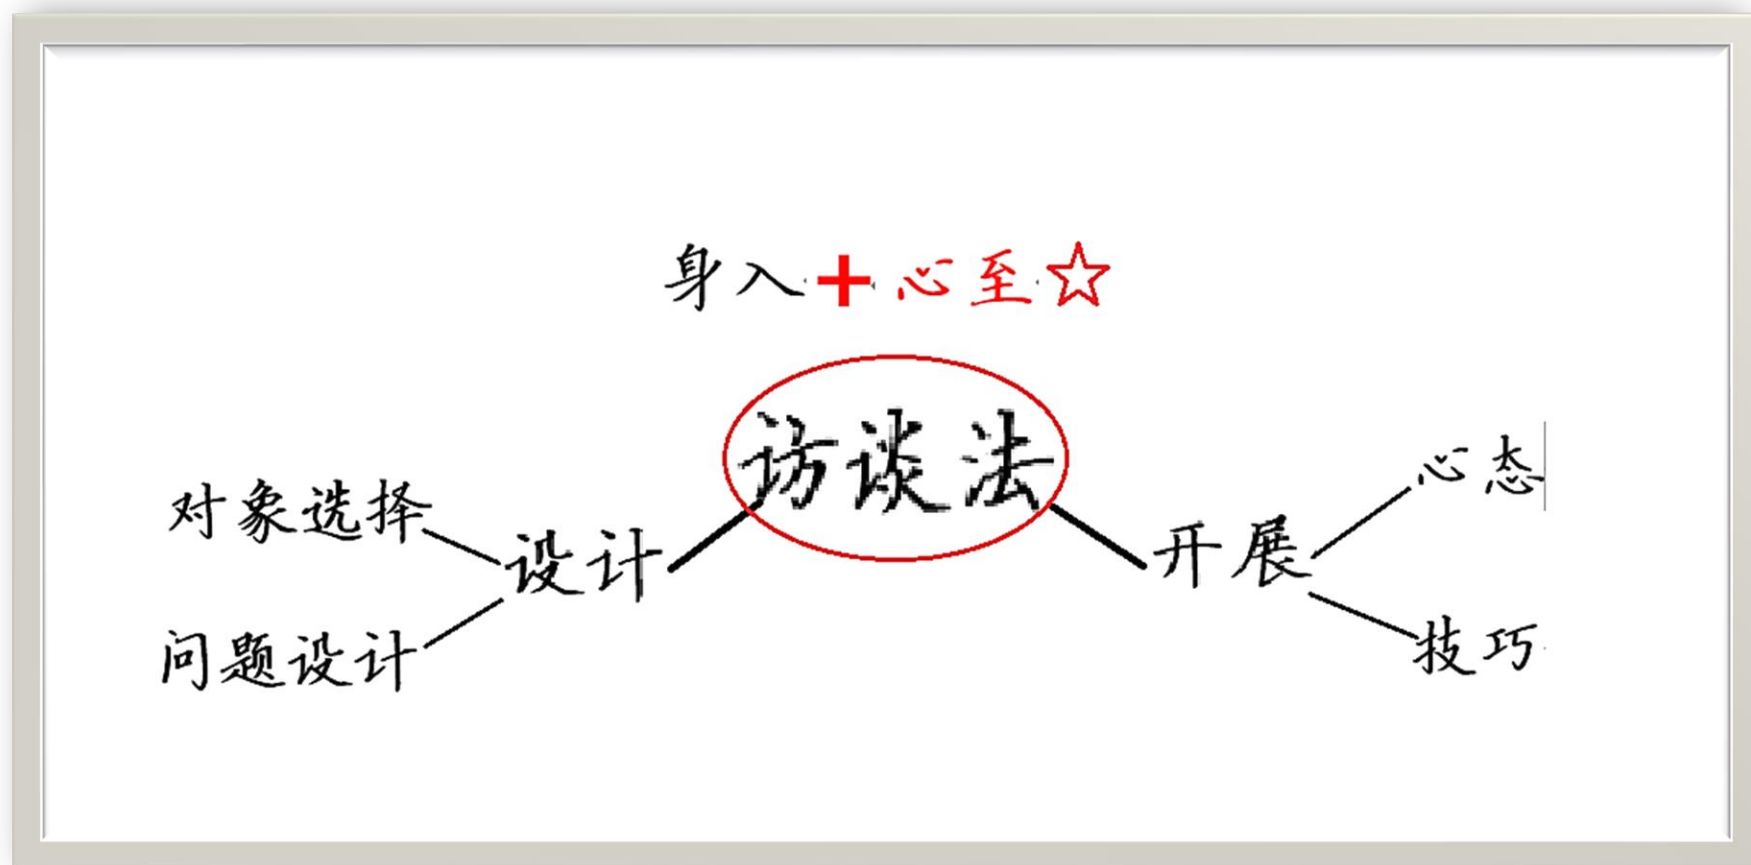 身入+心至☆
访谈法
对象选择
设计
问题设计
开展
心态
技巧